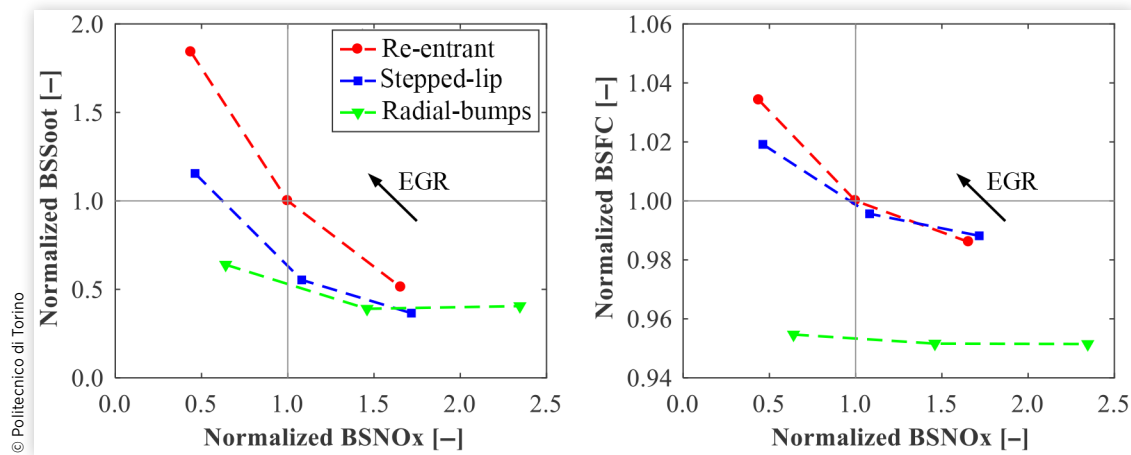 © Politecnico di Torino
Normalized BSSoot [–]
2.0
1.5
1.0
0.5
0.0
Re-entrant
Stepped-lip
Radial-bumps
EGR
0.0 0.5 1.0 1.5 2.0 2.5
Normalized BSNOx [–]
Normalized BSFC [–]
1.06
1.04
1.02
1.00
0.98
0.96
0.94
EGR
0.0 0.5 1.0 1.5 2.0 2.5
Normalized BSNOx [–]